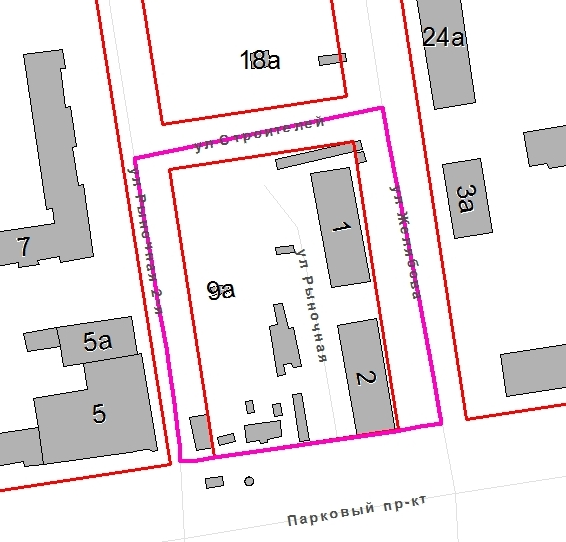 24а
18а
ул Строителей
7
ул Рыночная 2-я
1
ул Желябова
3а
9а
ул Рыночная
5а
5
2
Парковый пр-кт